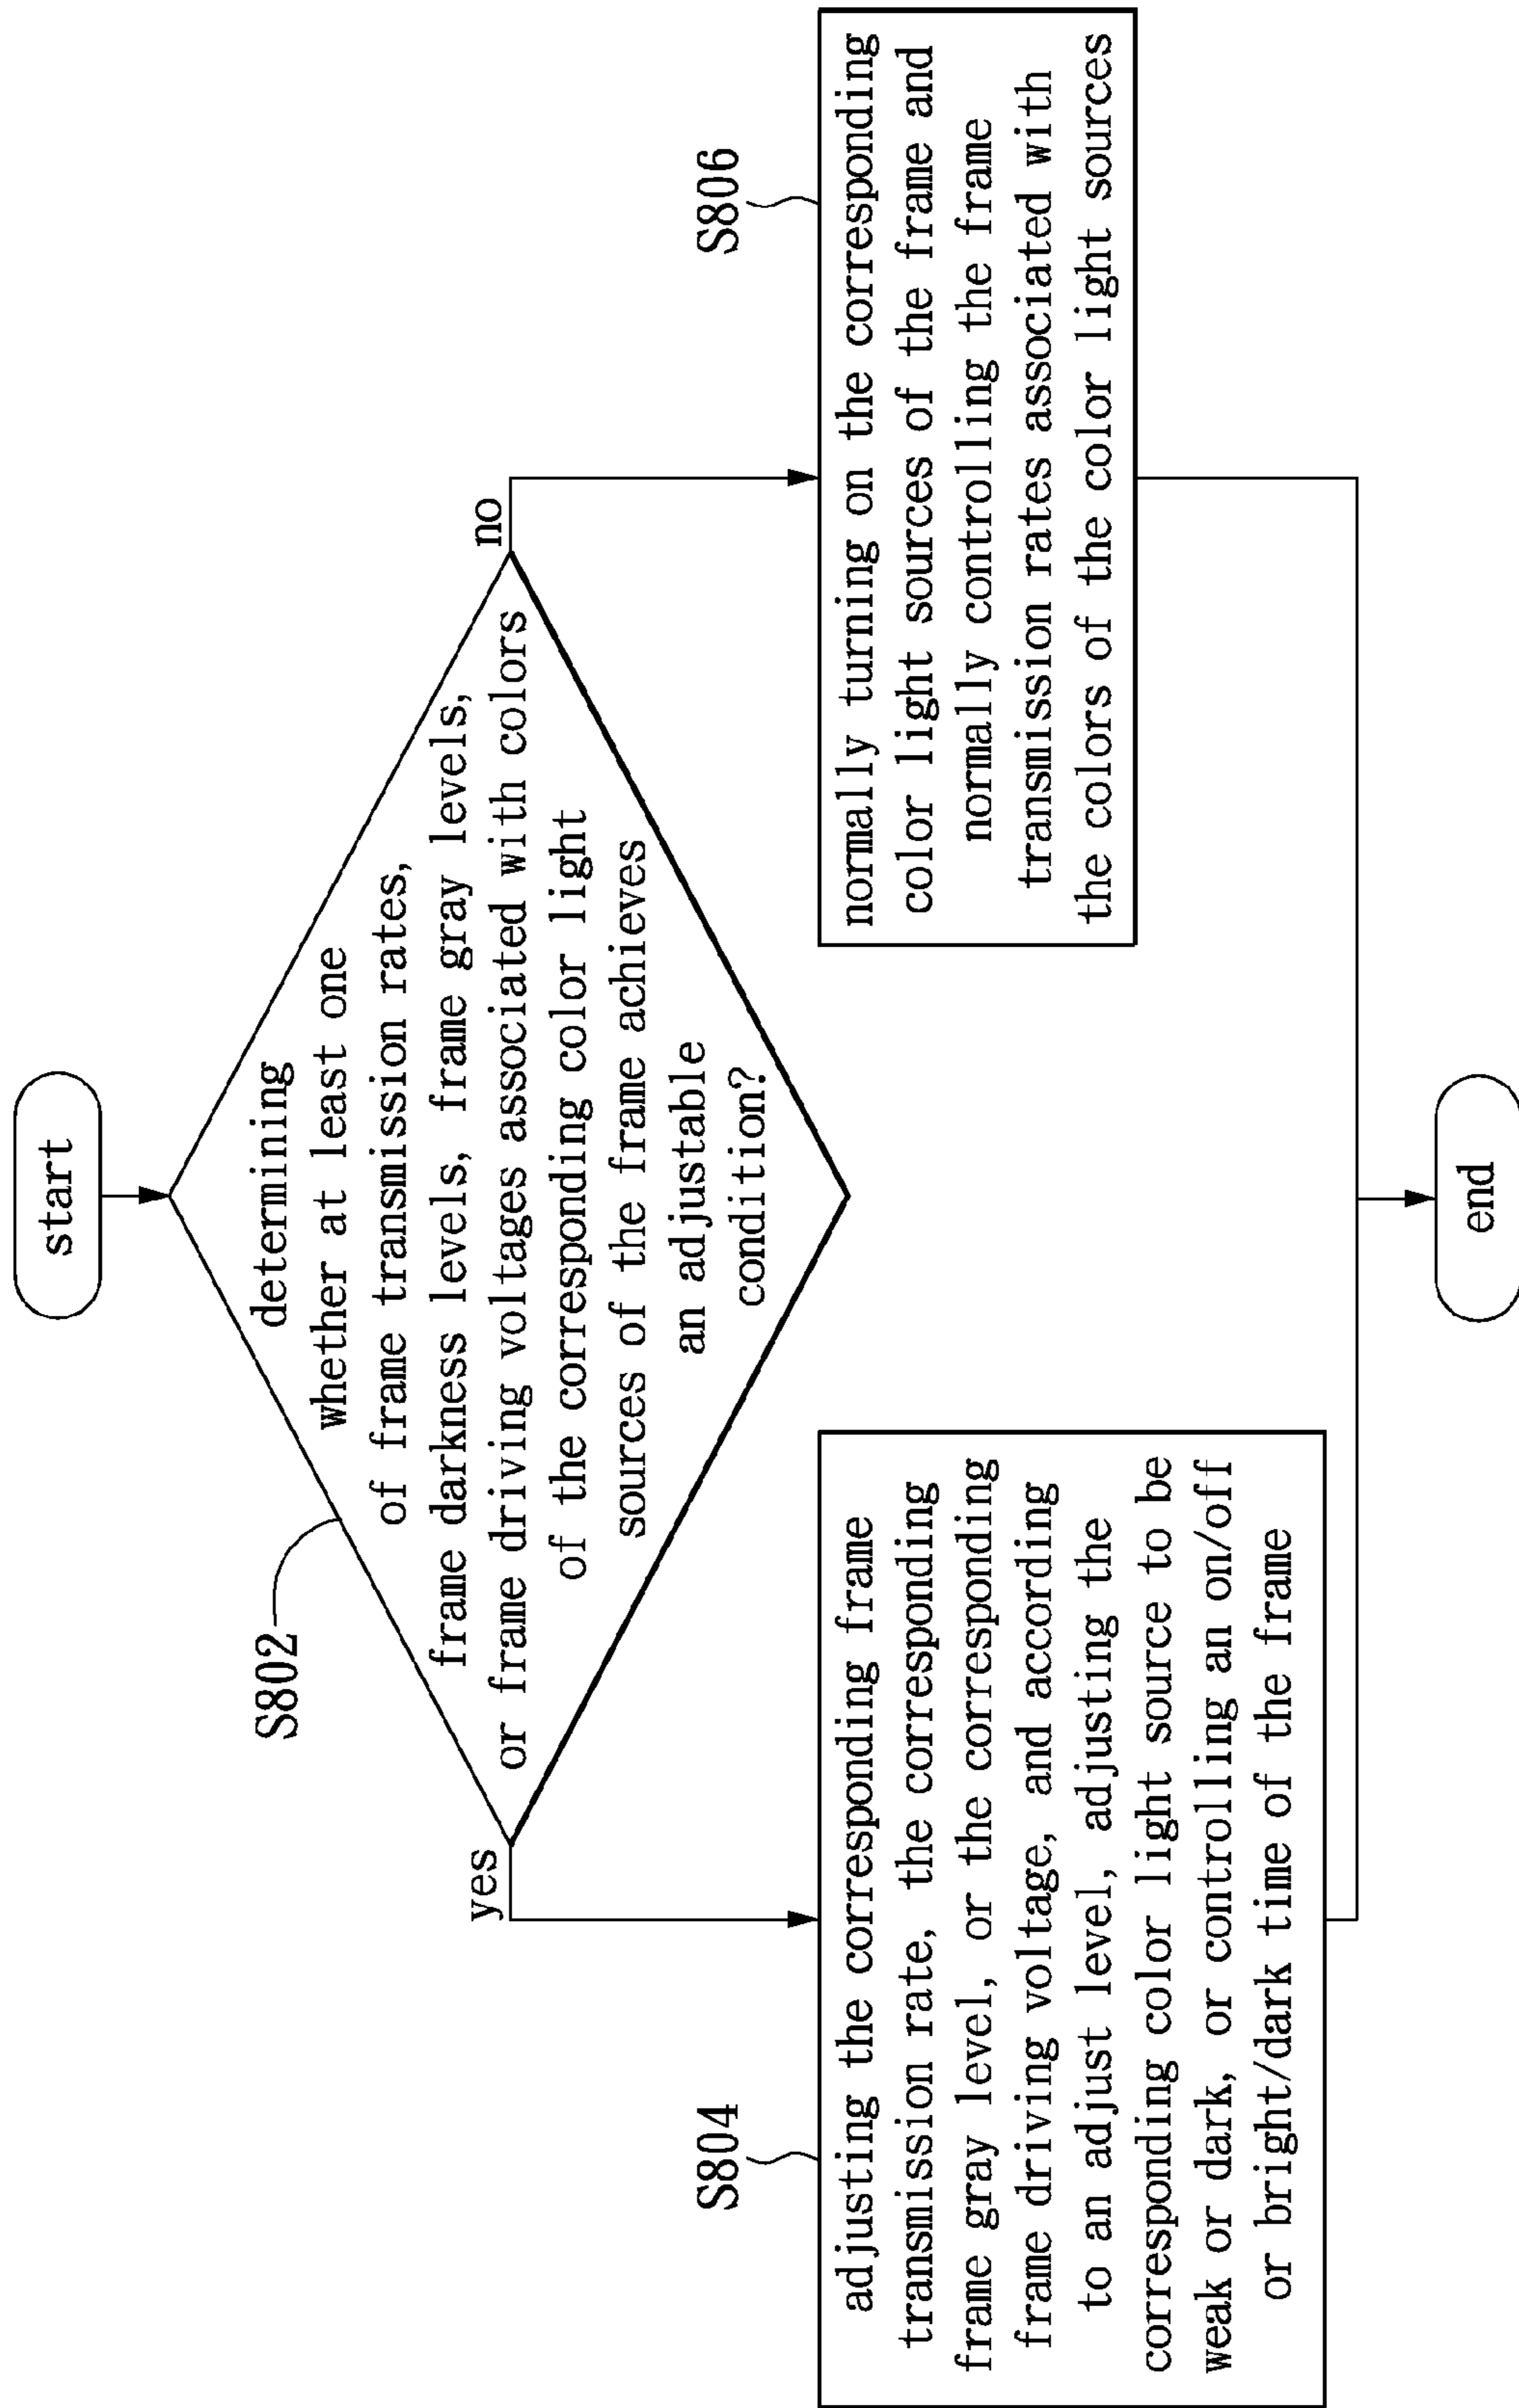 start
S802
determining
whether at least one
of frame transmission rates,
frame darkness levels, frame gray levels,
or frame driving voltages associated with colors
of the corresponding color light
sources of the frame achieves
an adjustable
condition?
yes
no
S804
adjusting the corresponding frame
transmission rate, the corresponding
frame gray level, or the corresponding
frame driving voltage, and according
to an adjust level, adjusting the
corresponding color light source to be
weak or dark, or controlling an on/off
or bright/dark time of the frame
S806
normally turning on the corresponding
color light sources of the frame and
normally controlling the frame
transmission rates associated with
the colors of the color light sources
end